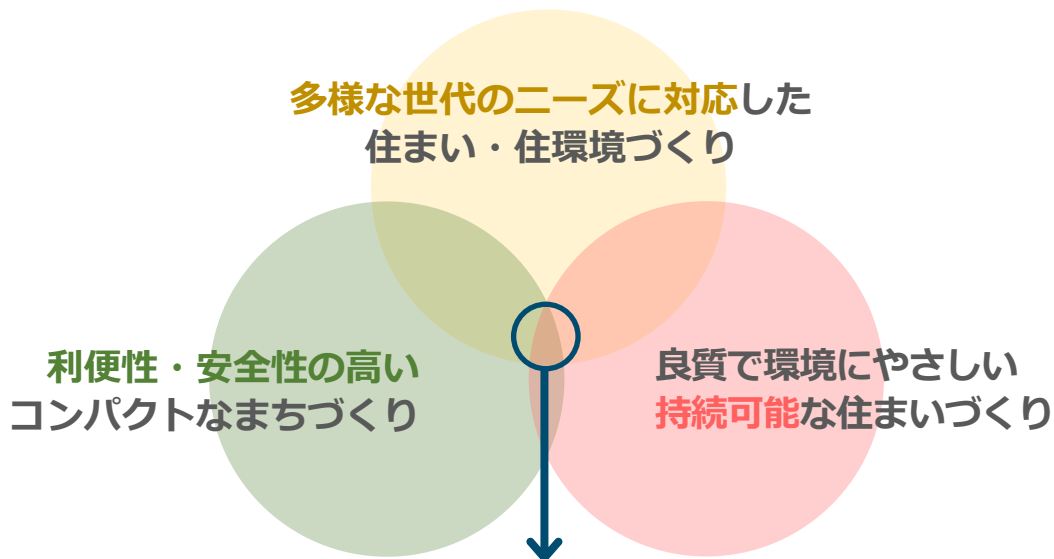 多様な世代のニーズに対応した
住まい・住環境づくり
利便性・安全性の高い
コンパクトなまちづくり
良質で環境にやさしい
持続可能な住まいづくり